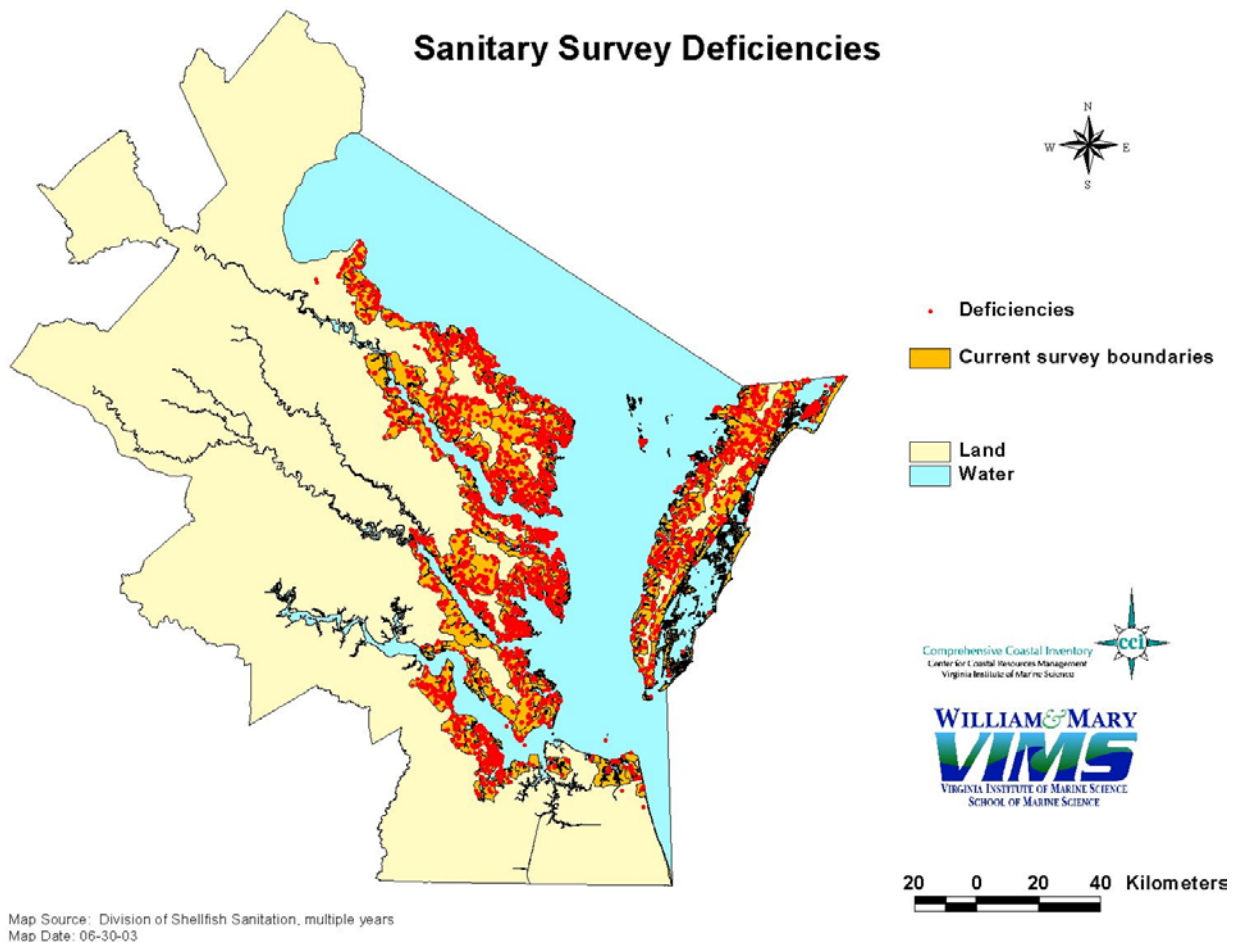 Sanitary Survey Deficiencies
N
W E
S
Deficiencies
Current survey boundaries
Land
Water
Comprehensive Coastal Inventory
Center for Coastal Resources Management
Virginia Institute of Marine Science
cci
WILLIAM & MARY
VIMS
VIRGINIA INSTITUTE OF MARINE SCIENCE
SCHOOL OF MARINE SCIENCE
20 0 20 40 Kilometers
Map Source: Division of Shellfish Sanitation, multiple years
Map Date: 06-30-03